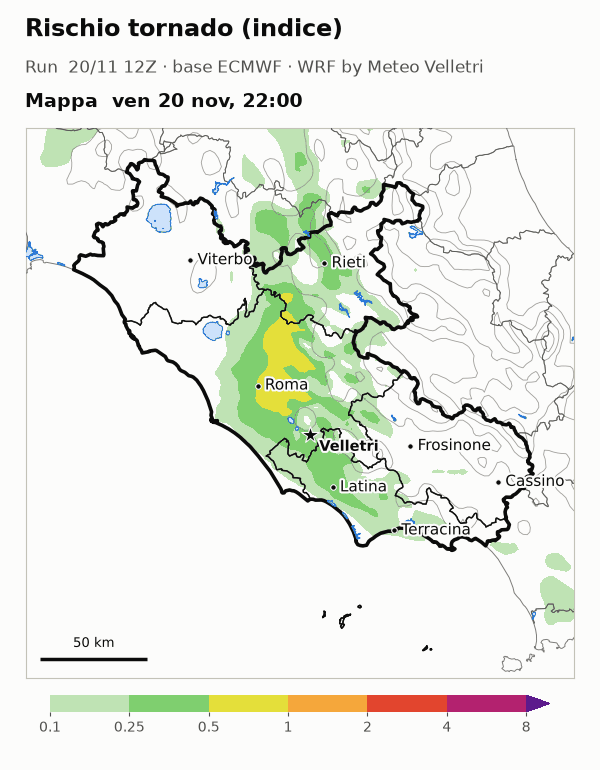 Rischio tornado (indice)
Run  20/11 12Z · base ECMWF · WRF by Meteo Velletri
Mappa  ven 20 nov, 22:00
Viterbo
Rieti
Roma
Velletri
Frosinone
Cassino
Latina
Terracina
50 km
0.1 0.25 0.5 1 2 4 8